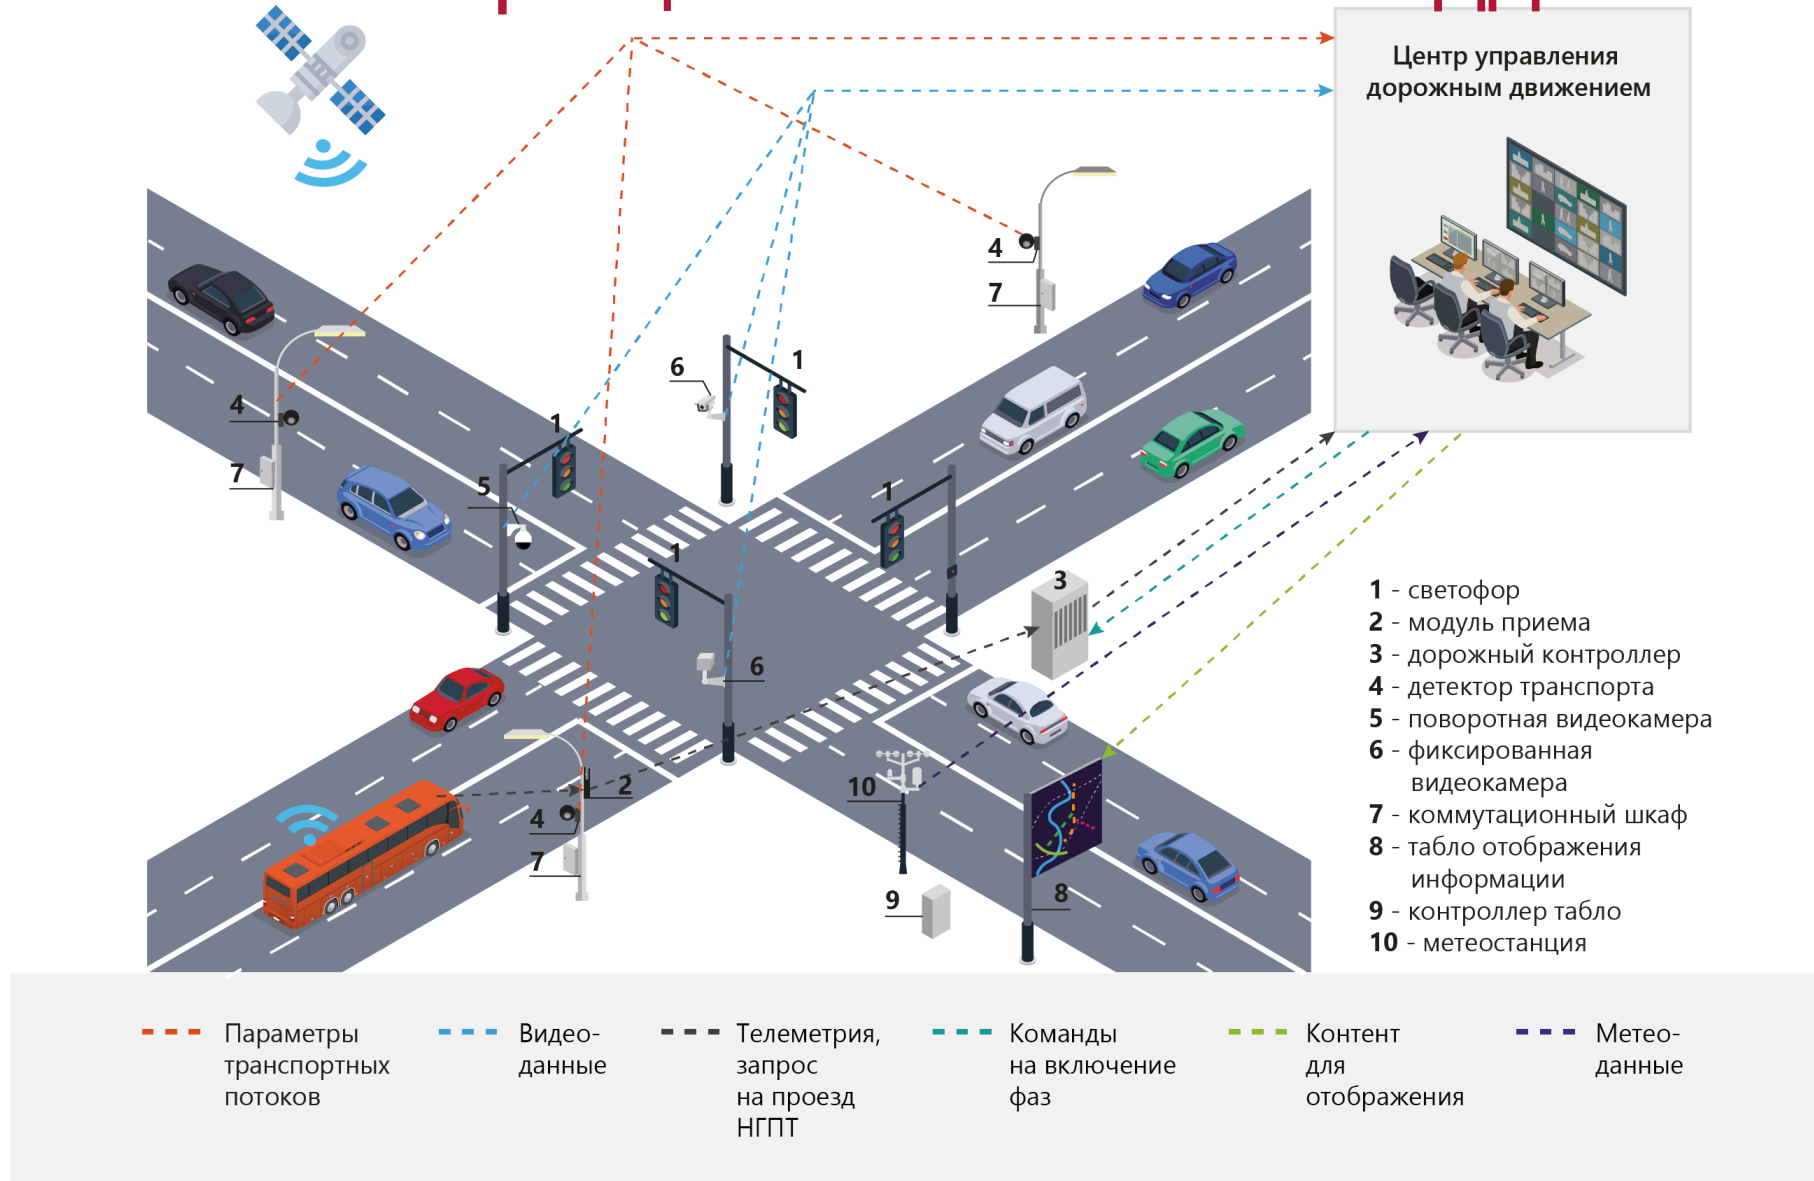 Центр управления
дорожным движением
4
7
6
1
4
1
7
5
1
1
3
6
2
10
4
7
9
8
1 - светофор
2 - модуль приема
3 - дорожный контроллер
4 - детектор транспорта
5 - поворотная видеокамера
6 - фиксированная
видеокамера
7 - коммутационный шкаф
8 - табло отображения
информации
9 - контроллер табло
10 - метеостанция
Параметры
транспортных
потоков
Видео-
данные
Телеметрия,
запрос
на проезд
НГПТ
Команды
на включение
фаз
Контент
для
отображения
Метео-
данные